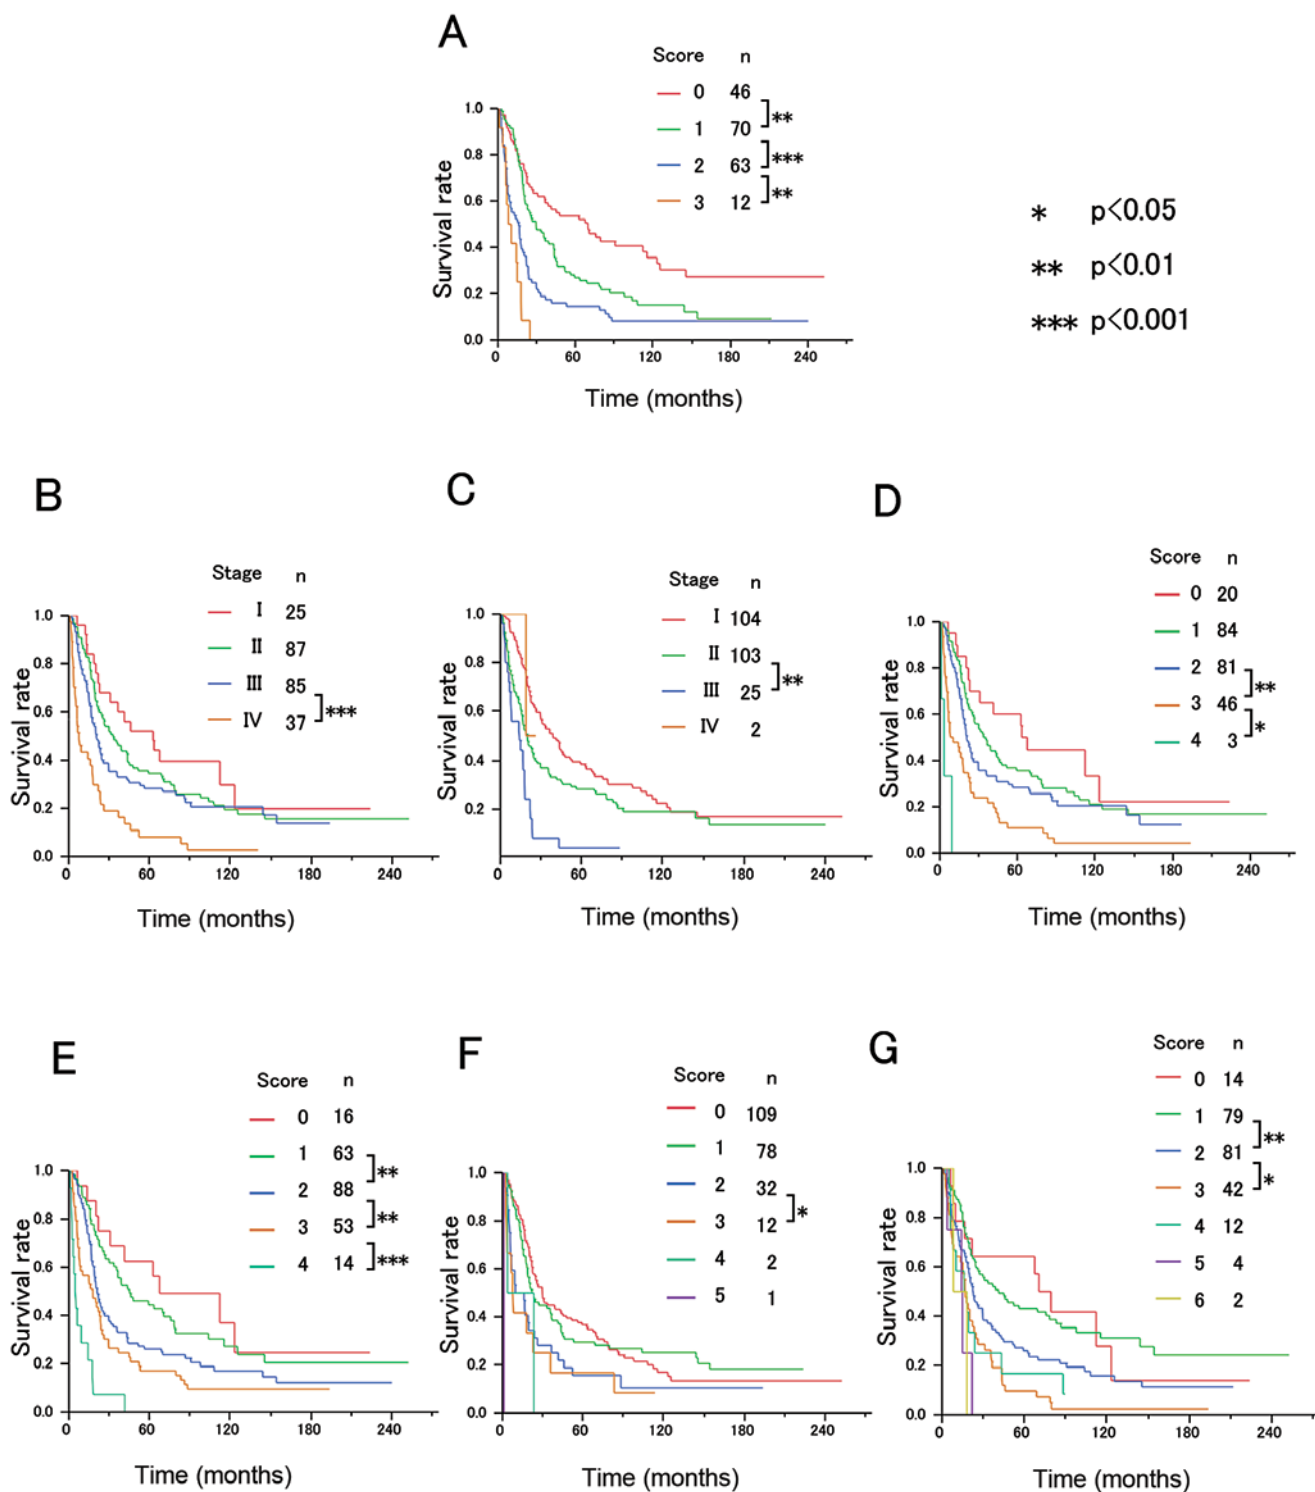 A
Score n
0 46
1 70
**
2 63
***
3 12
**
1.0
0.8
0.6
0.4
0.2
0.0
Survival rate
0 60 120 180 240
Time (months)
* p<0.05
** p<0.01
*** p<0.001
B
Stage n
I 25
II 87
III 85
IV 37
***
1.0
0.8
0.6
0.4
0.2
0.0
Survival rate
0 60 120 180 240
Time (months)
C
Stage n
I 104
II 103
III 25
**
IV 2
1.0
0.8
0.6
0.4
0.2
Survival rate
0 60 120 180 240
Time (months)
D
Score n
0 20
1 84
2 81
3 46
**
4 3
*
1.0
0.8
0.6
0.4
0.2
0.0
Survival rate
0 60 120 180 240
Time (months)
E
Score n
0 16
1 63
2 88
**
3 53
**
4 14
***
1.0
0.8
0.6
0.4
0.2
0.0
Survival rate
0 60 120 180 240
Time (months)
F
Score n
0 109
1 78
2 32
3 12
*
4 2
5 1
1.0
0.8
0.6
0.4
0.2
0.0
Survival rate
0 60 120 180 240
Time (months)
G
Score n
0 14
1 79
2 81
**
3 42
*
4 12
5 4
6 2
1.0
0.8
0.6
0.4
0.2
0.0
Survival rate
0 60 120 180 240
Time (months)